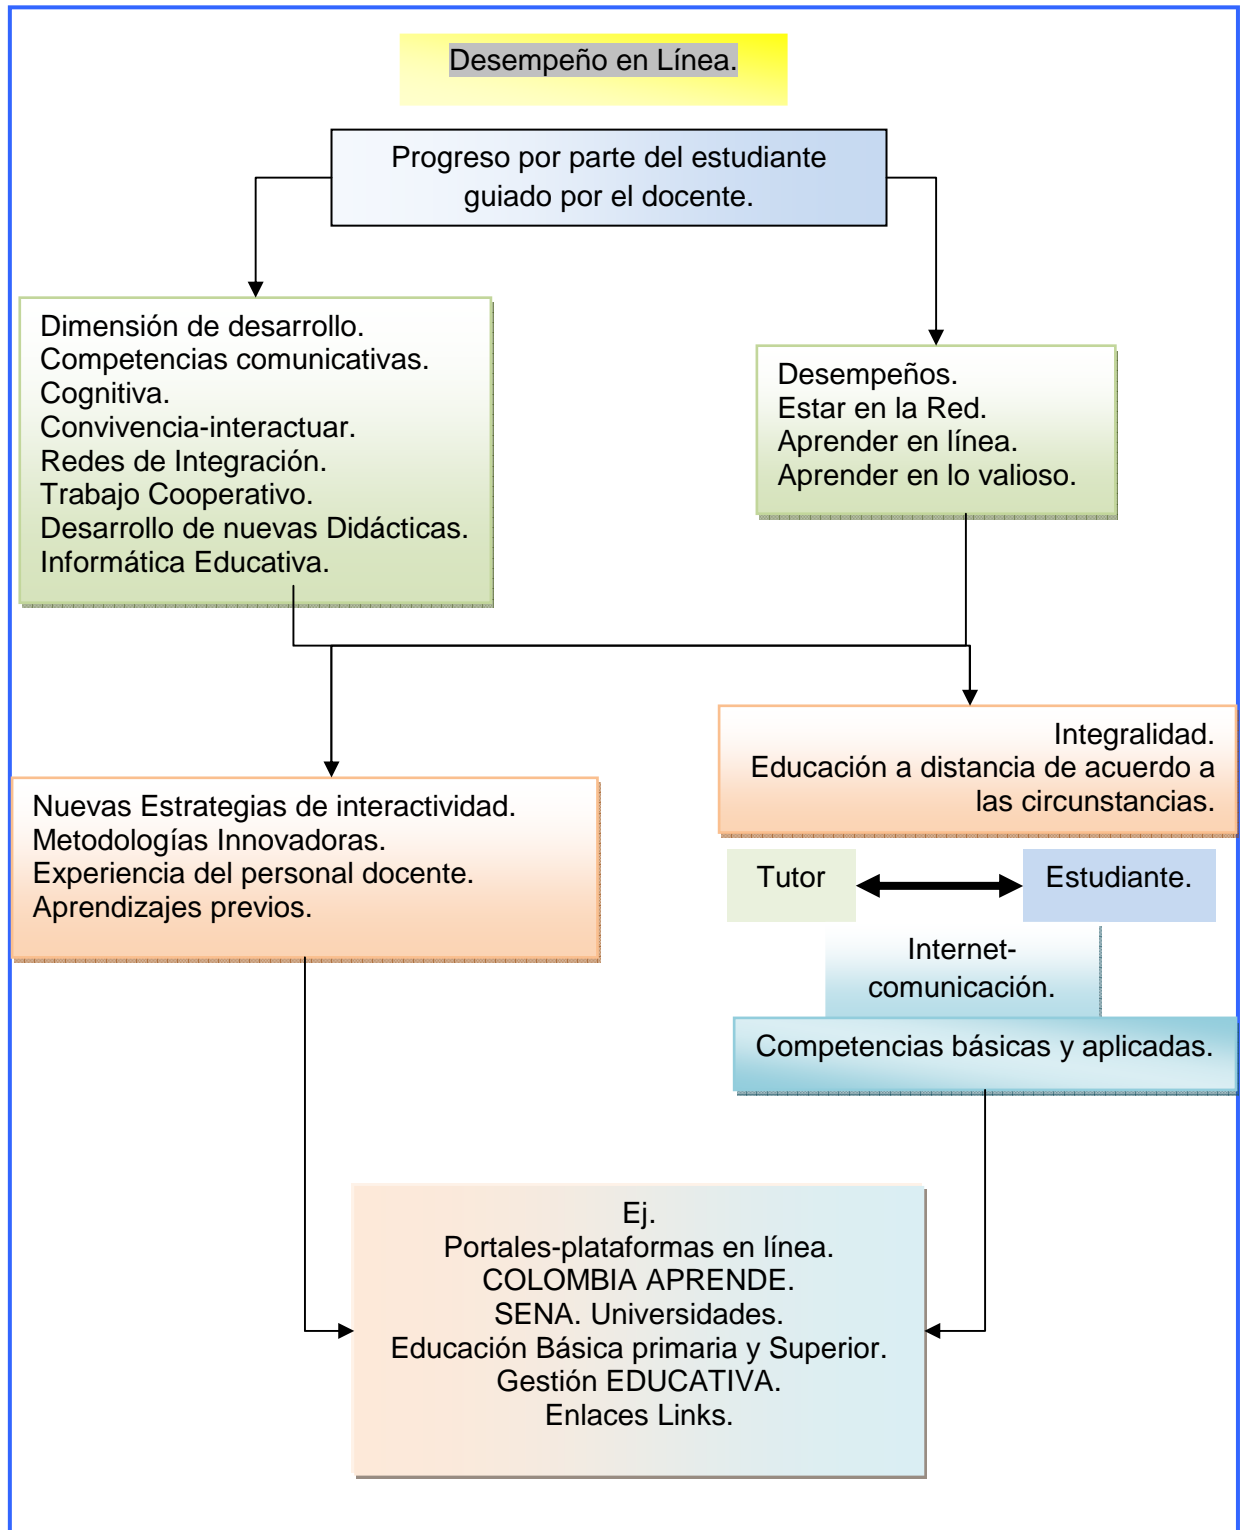 Desempeño en Línea.
Progreso por parte del estudiante
guiado por el docente.
Dimensión de desarrollo.
Competencias comunicativas.
Cognitiva.
Convivencia-interactuar.
Redes de Integración.
Trabajo Cooperativo.
Desarrollo de nuevas Didácticas.
Informática Educativa.
Desempeños.
Estar en la Red.
Aprender en línea.
Aprender en lo valioso.
Nuevas Estrategias de interactividad.
Metodologías Innovadoras.
Experiencia del personal docente.
Aprendizajes previos.
Integralidad.
Educación a distancia de acuerdo a
las circunstancias.
Tutor
Estudiante.
Internet-
comunicación.
Competencias básicas y aplicadas.
Ej.
Portales-plataformas en línea.
COLOMBIA APRENDE.
SENA. Universidades.
Educación Básica primaria y Superior.
Gestión EDUCATIVA.
Enlaces Links.